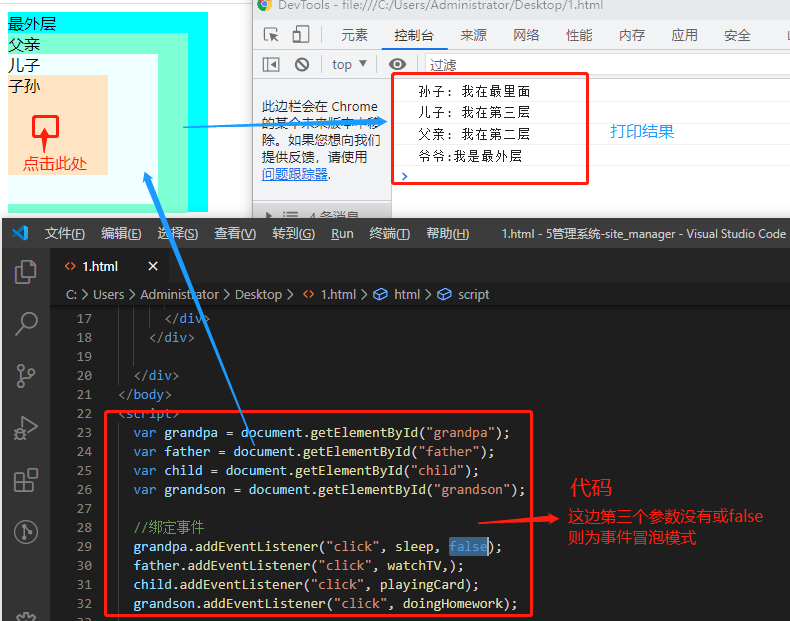 最外层
父亲
儿子
子孙
点击此处
DevTools - file:///C:/Users/Administrator/Desktop/1.html
元素 控制台 来源 网络 性能 内存 应用 安全
top 过滤
此边栏会在 Chrome
的某个未来版本中移
除。如果您想向我们
提供反馈，请使用
问题跟踪器.
4 条消息
孙子: 我在最里面
儿子: 我在第三层
父亲: 我在第二层
爷爷:我是最外层
打印结果
文件(F) 编辑(E) 选择(S) 查看(V) 转到(G) Run 终端(T) 帮助(H) 1.html - 5管理系统-site_manager - Visual Studio Code
<> 1.html ×
C: > Users > Administrator > Desktop > <> 1.html > html > script
17 </div>
18 </div>
19
20 </div>
21 </body>
22 <script>
23 var grandpa = document.getElementById("grandpa");
24 var father = document.getElementById("father");
25 var child = document.getElementById("child");
26 var grandson = document.getElementById("grandson");
27
28 //绑定事件
29 grandpa.addEventListener("click", sleep, false);
30 father.addEventListener("click", watchTV,);
31 child.addEventListener("click", playingCard);
32 grandson.addEventListener("click", doingHomework);
代码
这边第三个参数没有或false
则为事件冒泡模式